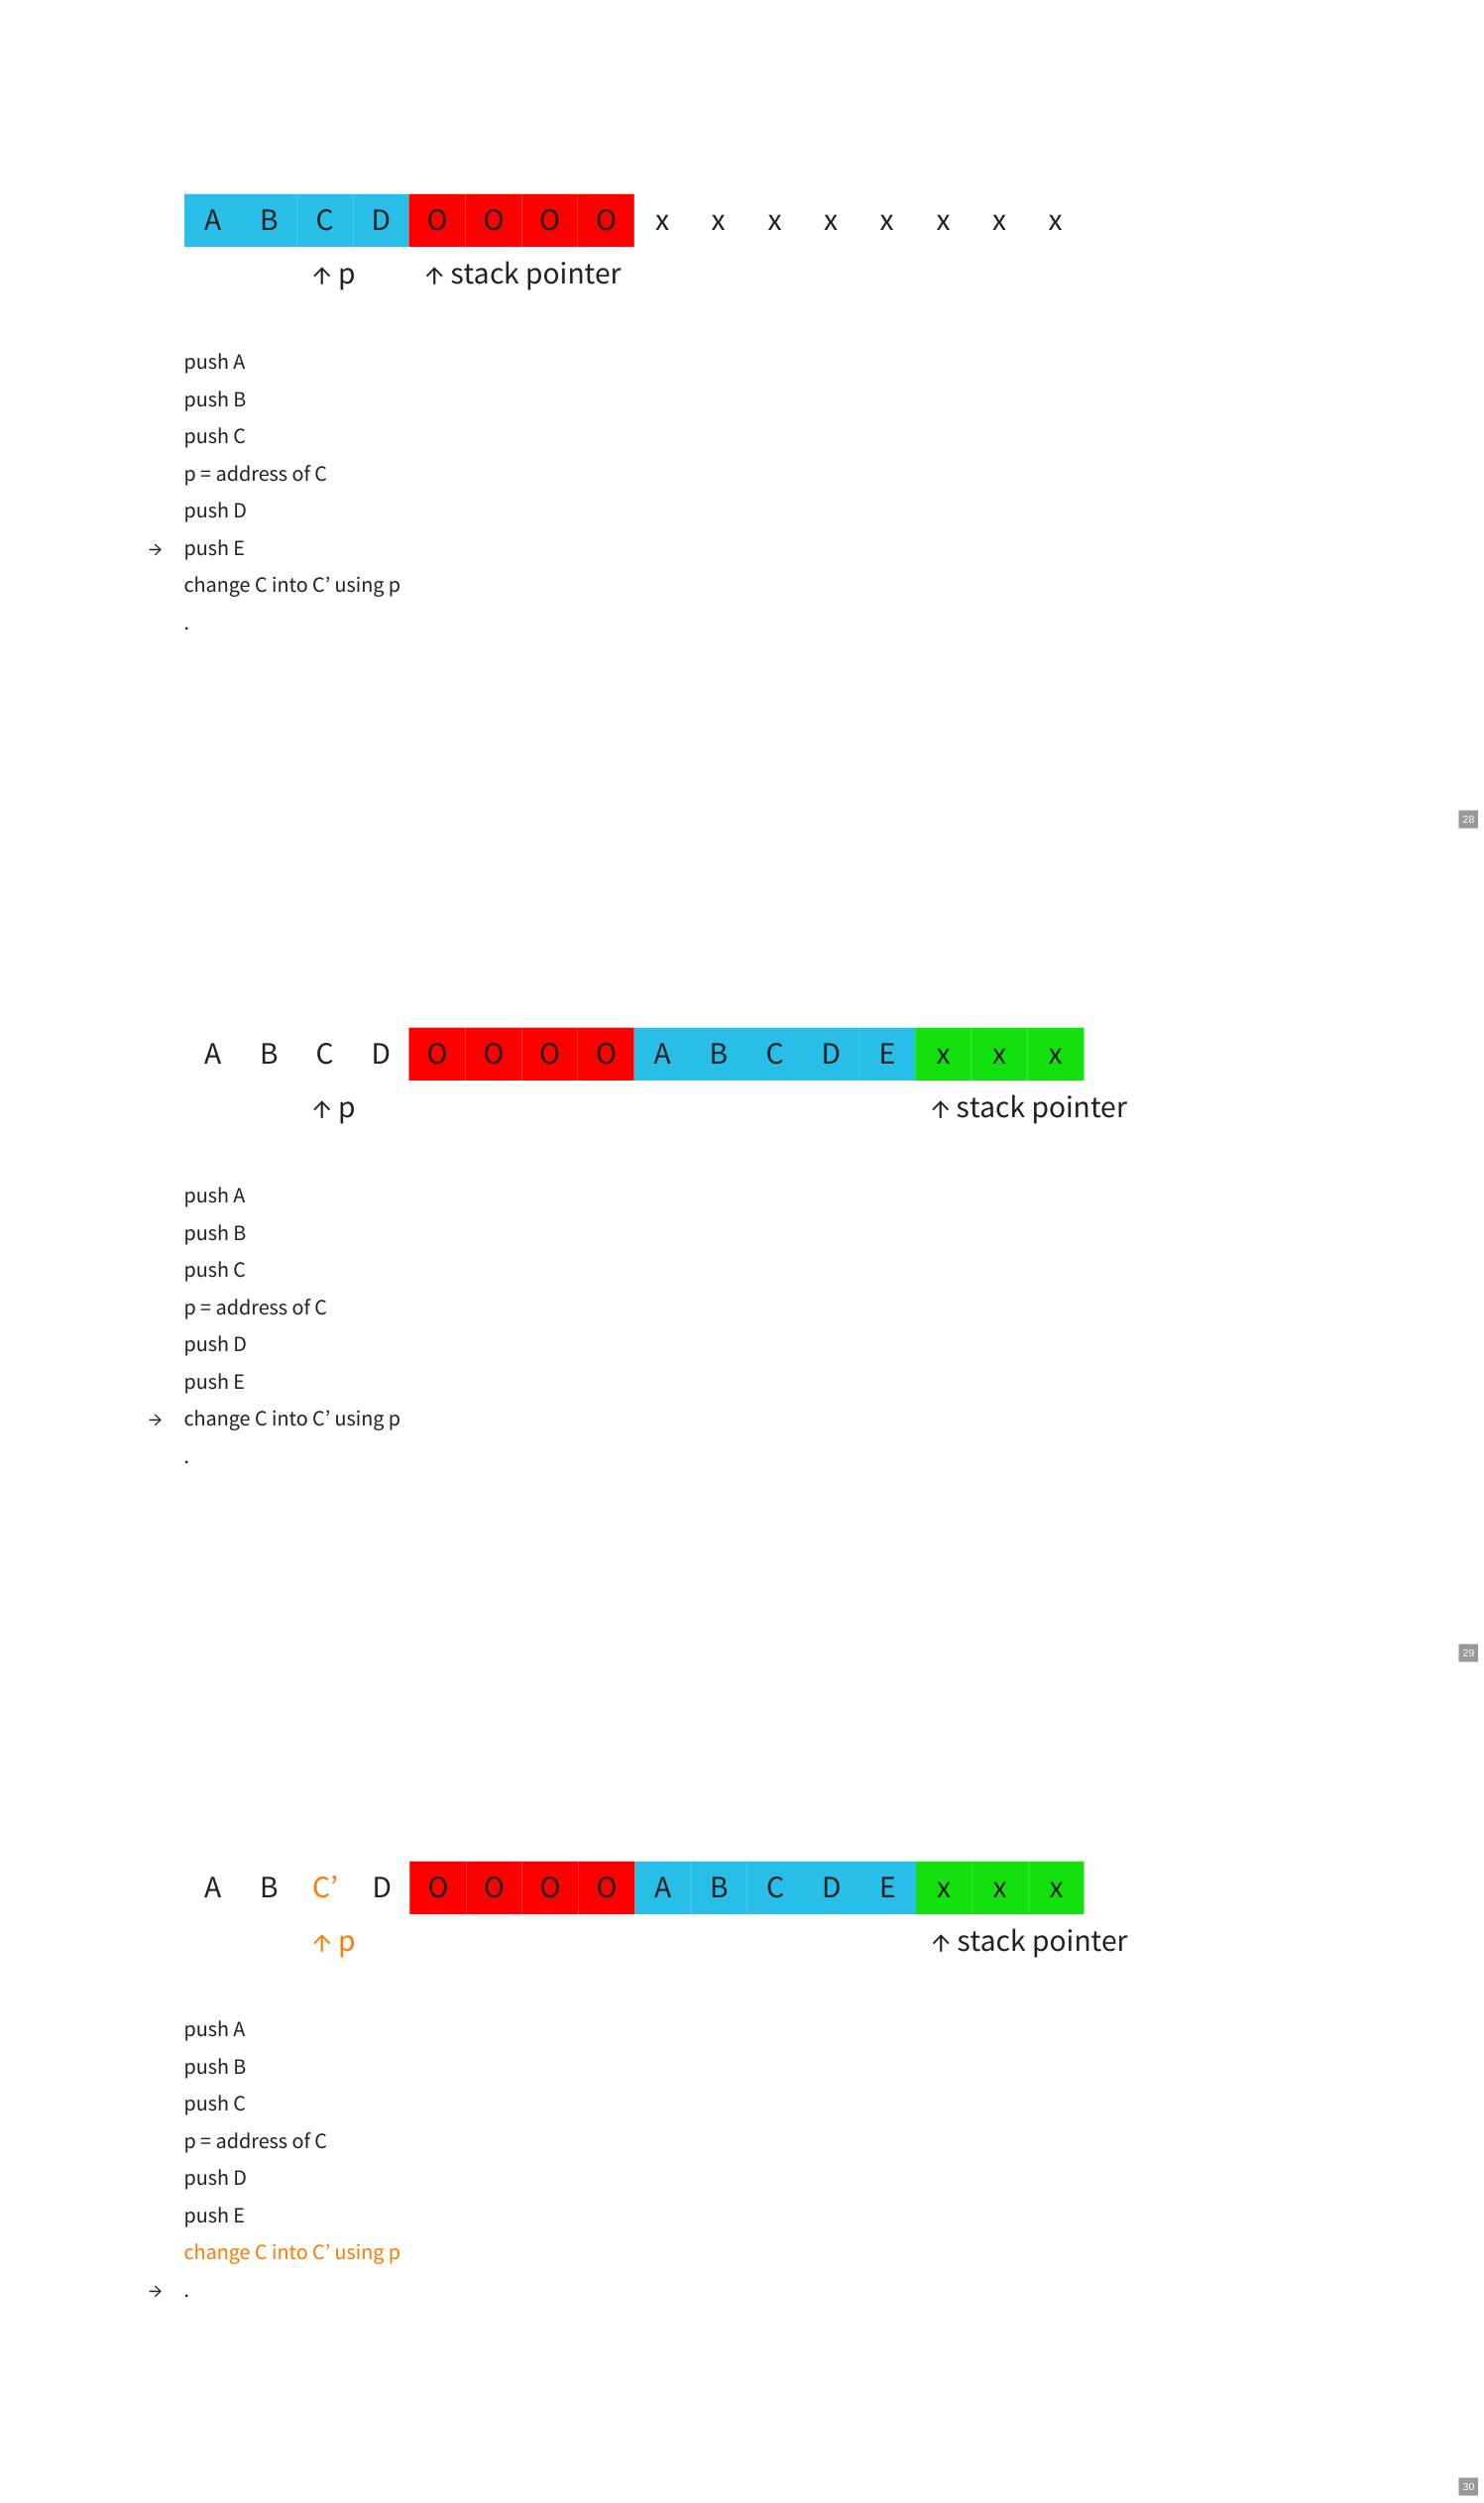 A B C D O O O O x x x x x x x x
↑ p ↑ stack pointer
push A
push B
push C
p = address of C
push D
→ push E
change C into C’ using p
.
28
A B C D O O O O A B C D E x x x
↑ p ↑ stack pointer
push A
push B
push C
p = address of C
push D
push E
→ change C into C’ using p
.
29
A B C’ D O O O O A B C D E x x x
↑ p ↑ stack pointer
push A
push B
push C
p = address of C
push D
push E
change C into C’ using p
→ .
30